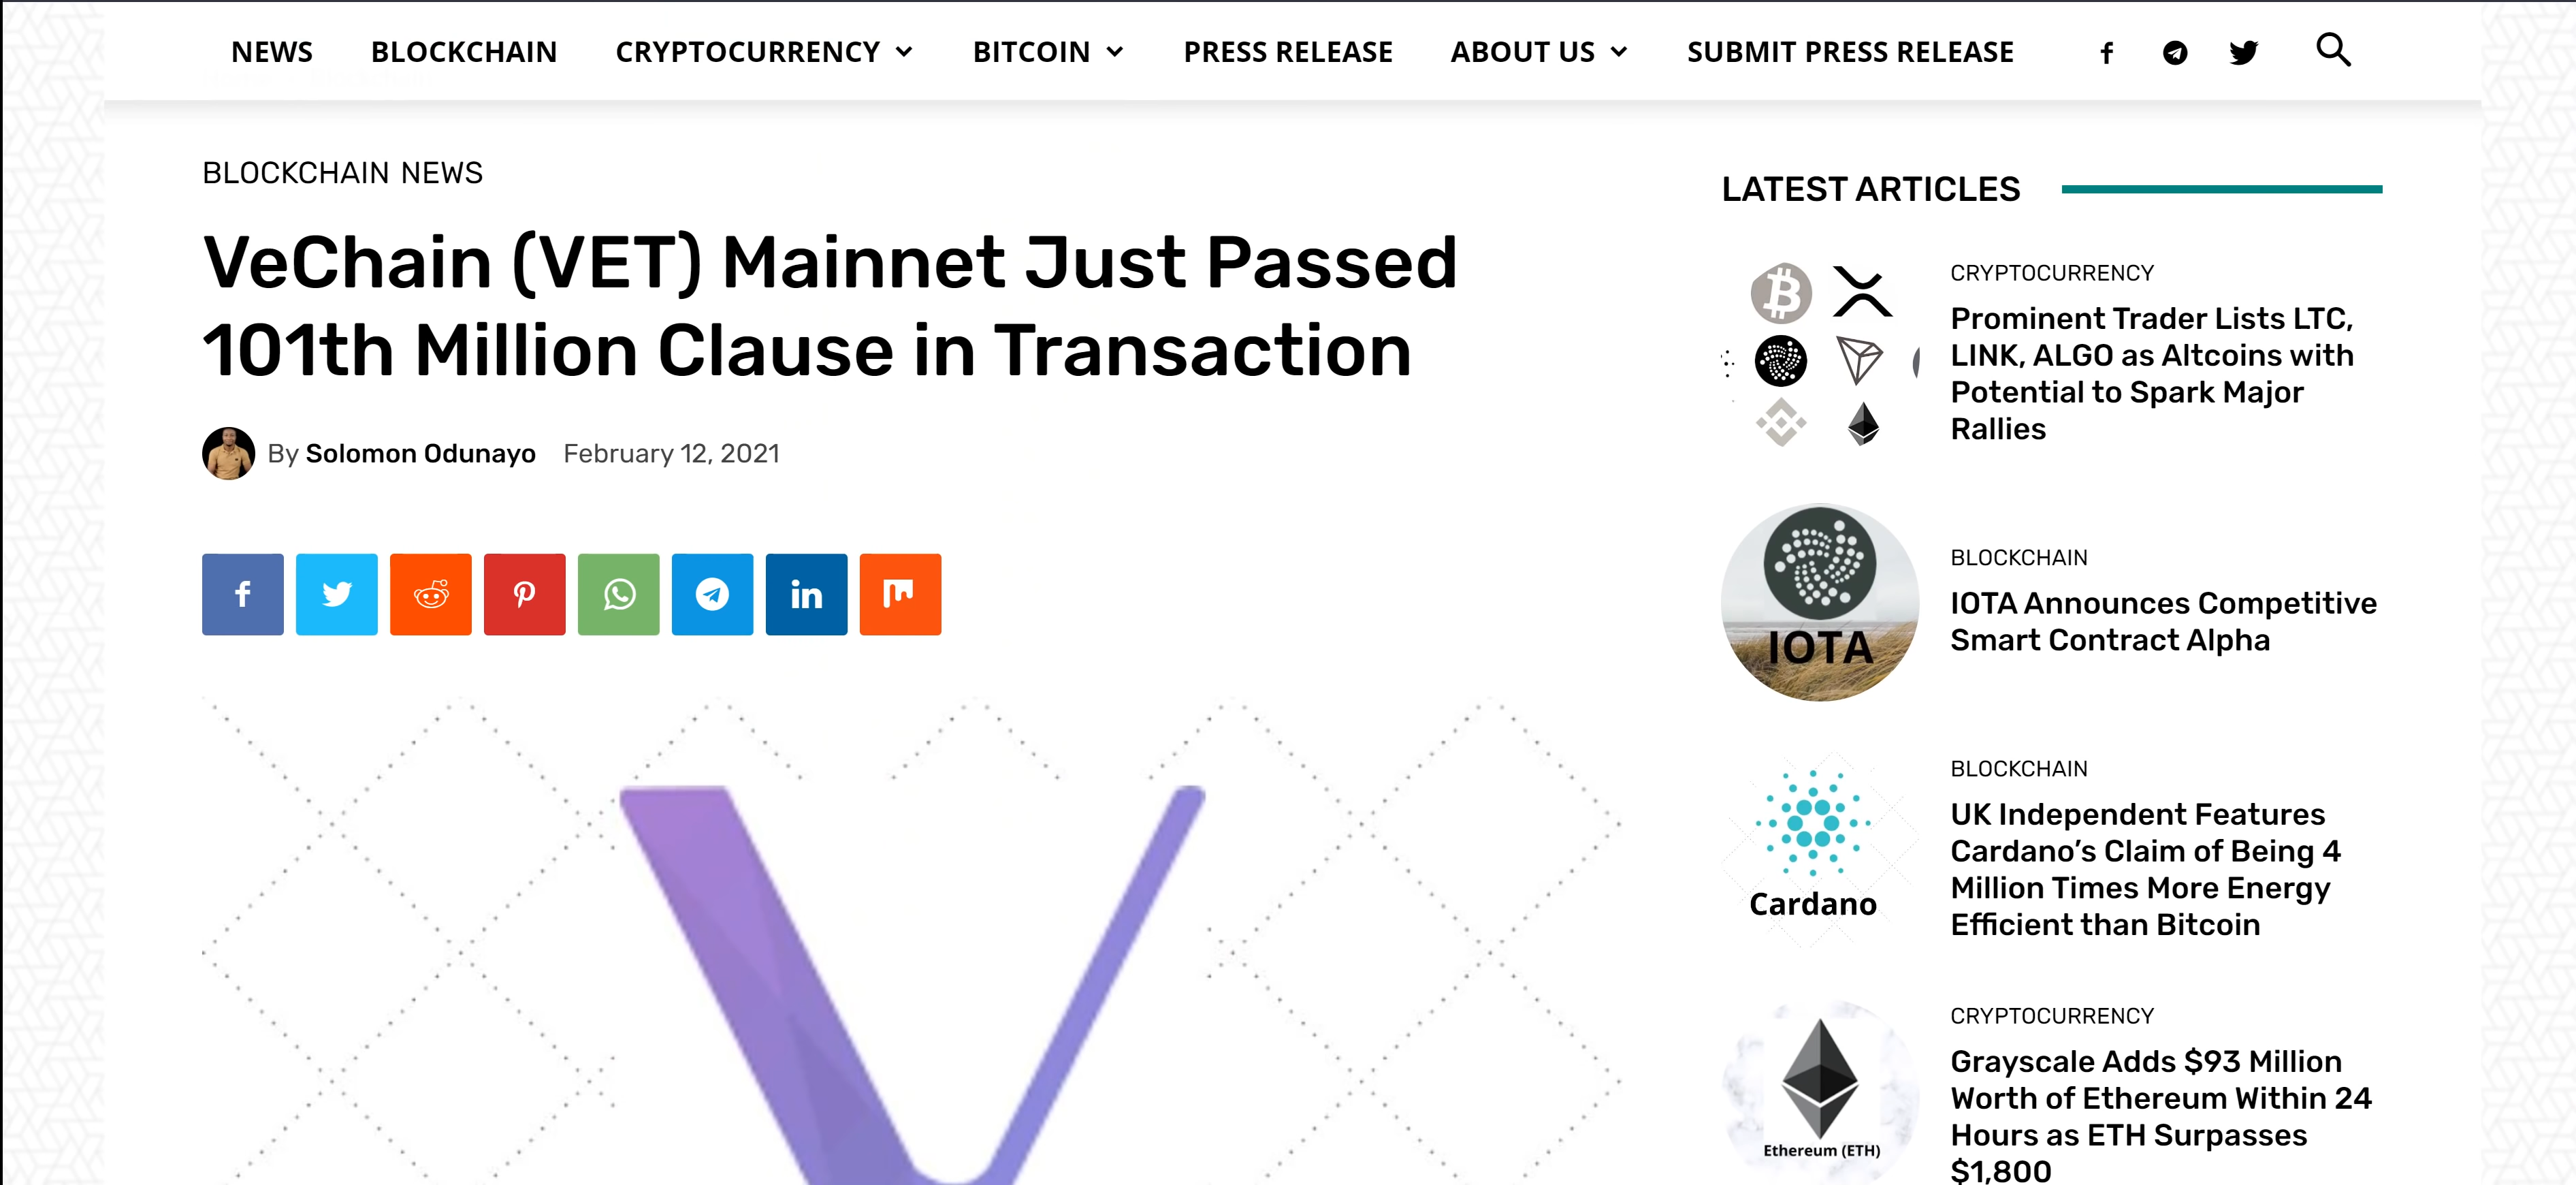 NEWS BLOCKCHAIN CRYPTOCURRENCY BITCOIN PRESS RELEASE ABOUT US SUBMIT PRESS RELEASE
BLOCKCHAIN NEWS
VeChain (VET) Mainnet Just Passed
101th Million Clause in Transaction
By Solomon Odunayo February 12, 2021
LATEST ARTICLES
CRYPTOCURRENCY
Prominent Trader Lists LTC,
LINK, ALGO as Altcoins with
Potential to Spark Major
Rallies
IOTA
BLOCKCHAIN
IOTA Announces Competitive
Smart Contract Alpha
Cardano
BLOCKCHAIN
UK Independent Features
Cardano’s Claim of Being 4
Million Times More Energy
Efficient than Bitcoin
Ethereum (ETH)
CRYPTOCURRENCY
Grayscale Adds $93 Million
Worth of Ethereum Within 24
Hours as ETH Surpasses
$1,800